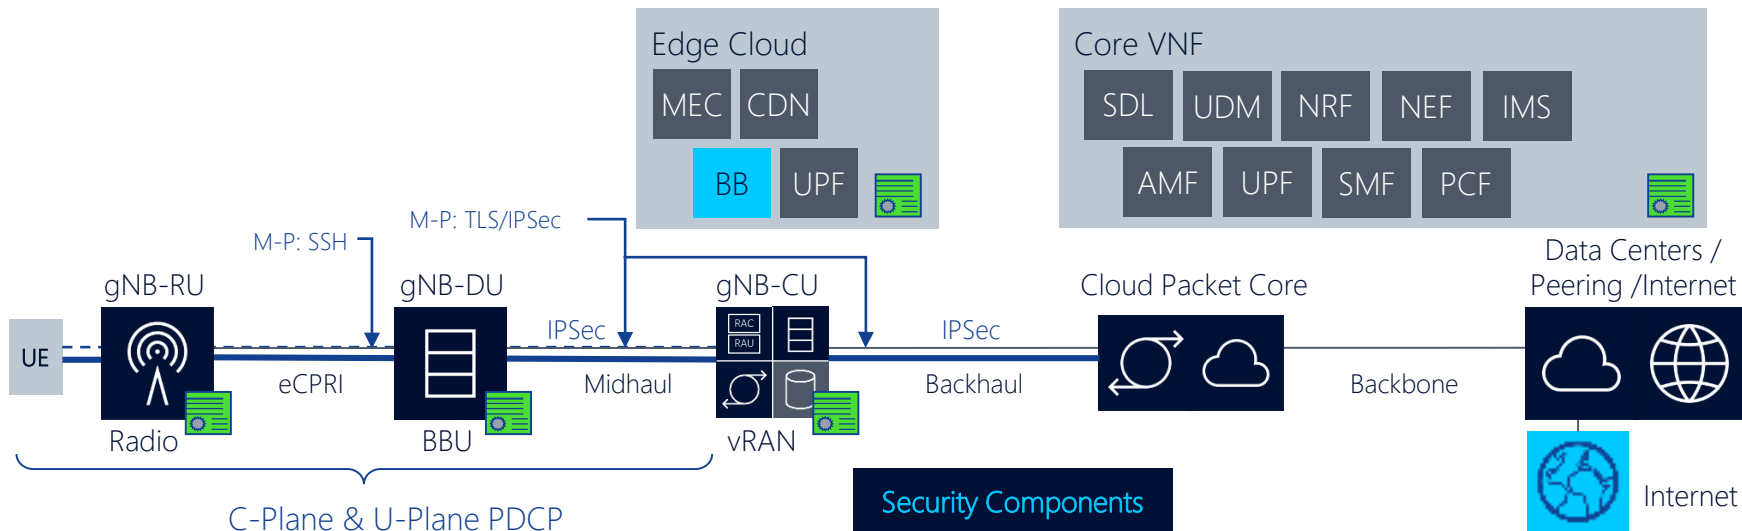 Edge Cloud
MEC CDN
BB UPF
Core VNF
SDL UDM NRF NEF IMS
AMF UPF SMF PCF
M-P: SSH
M-P: TLS/IPSec
gNB-RU
gNB-DU
gNB-CU
Cloud Packet Core
Data Centers /
Peering /Internet
UE
IPSec
RAC
RAU
IPSec
eCPRI
Midhaul
Backhaul
Backbone
Radio
BBU
vRAN
C-Plane & U-Plane PDCP
Security Components
Internet